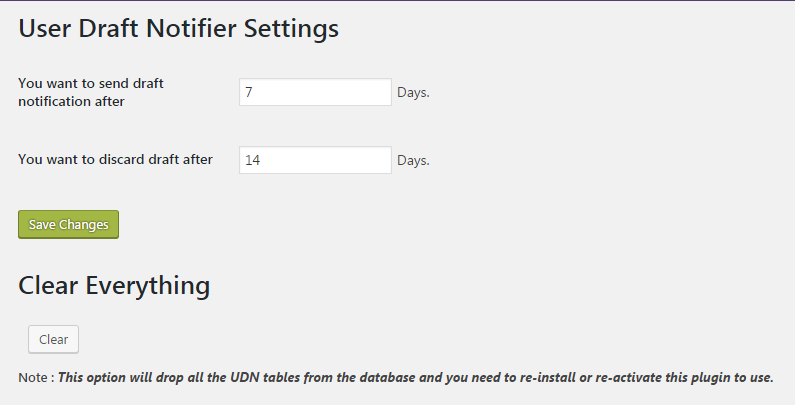 User Draft Notifier Settings
You want to send draft
notification after
7 Days.
You want to discard draft after 14 Days.
Save Changes
Clear Everything
Clear
Note : This option will drop all the UDN tables from the database and you need to re-install or re-activate this plugin to use.